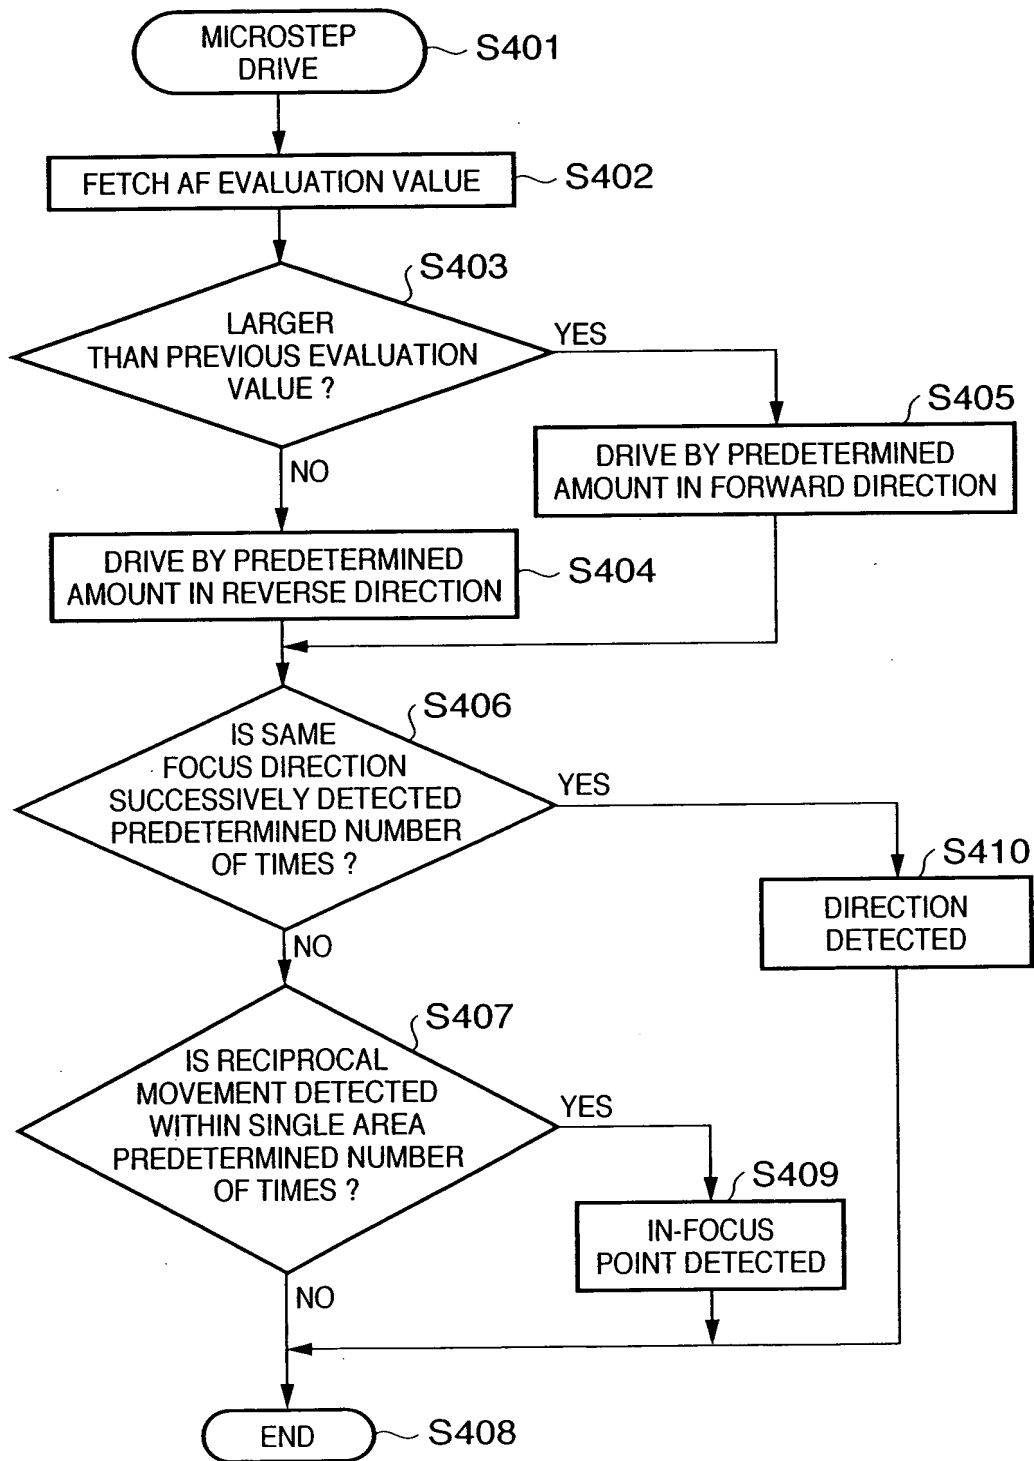 MICROSTEP
DRIVE
S401
FETCH AF EVALUATION VALUE
S402
S403
LARGER
THAN PREVIOUS EVALUATION
VALUE ?
YES
NO
S405
DRIVE BY PREDETERMINED
AMOUNT IN FORWARD DIRECTION
DRIVE BY PREDETERMINED
AMOUNT IN REVERSE DIRECTION
S404
S406
IS SAME
FOCUS DIRECTION
SUCCESSIVELY DETECTED
PREDETERMINED NUMBER
OF TIMES ?
YES
NO
S410
DIRECTION
DETECTED
S407
IS RECIPROCAL
MOVEMENT DETECTED
WITHIN SINGLE AREA
PREDETERMINED NUMBER
OF TIMES ?
YES
NO
S409
IN-FOCUS
POINT DETECTED
END
S408